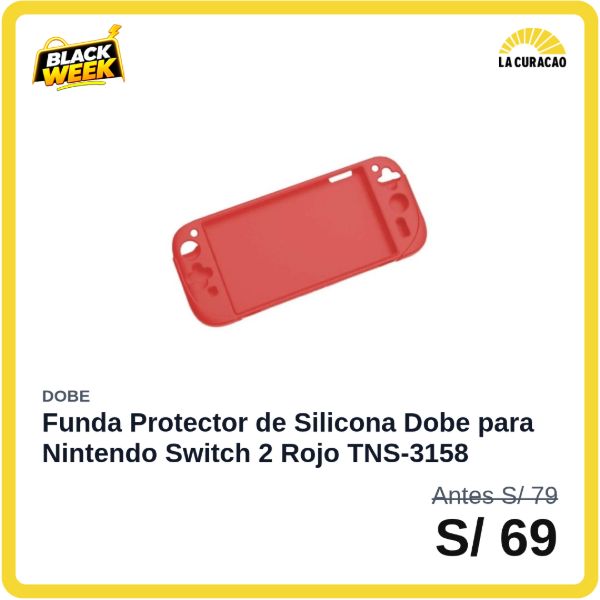 BLACK
WEEK
LA CURACAO
DOBE
Funda Protector de Silicona Dobe para
Nintendo Switch 2 Rojo TNS-3158
Antes S/ 79
S/ 69